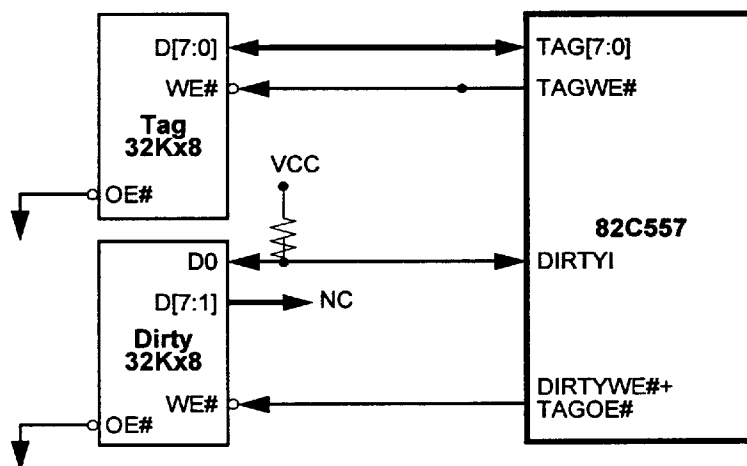 D[7:0]
TAG[7:0]
WE#
TAGWE#
Tag
32Kx8
VCC
OE#
82C557
D0
DIRTYI
D[7:1]
NC
Dirty
32Kx8
DIRTYWE#+
WE#
TAGOE#
OE#